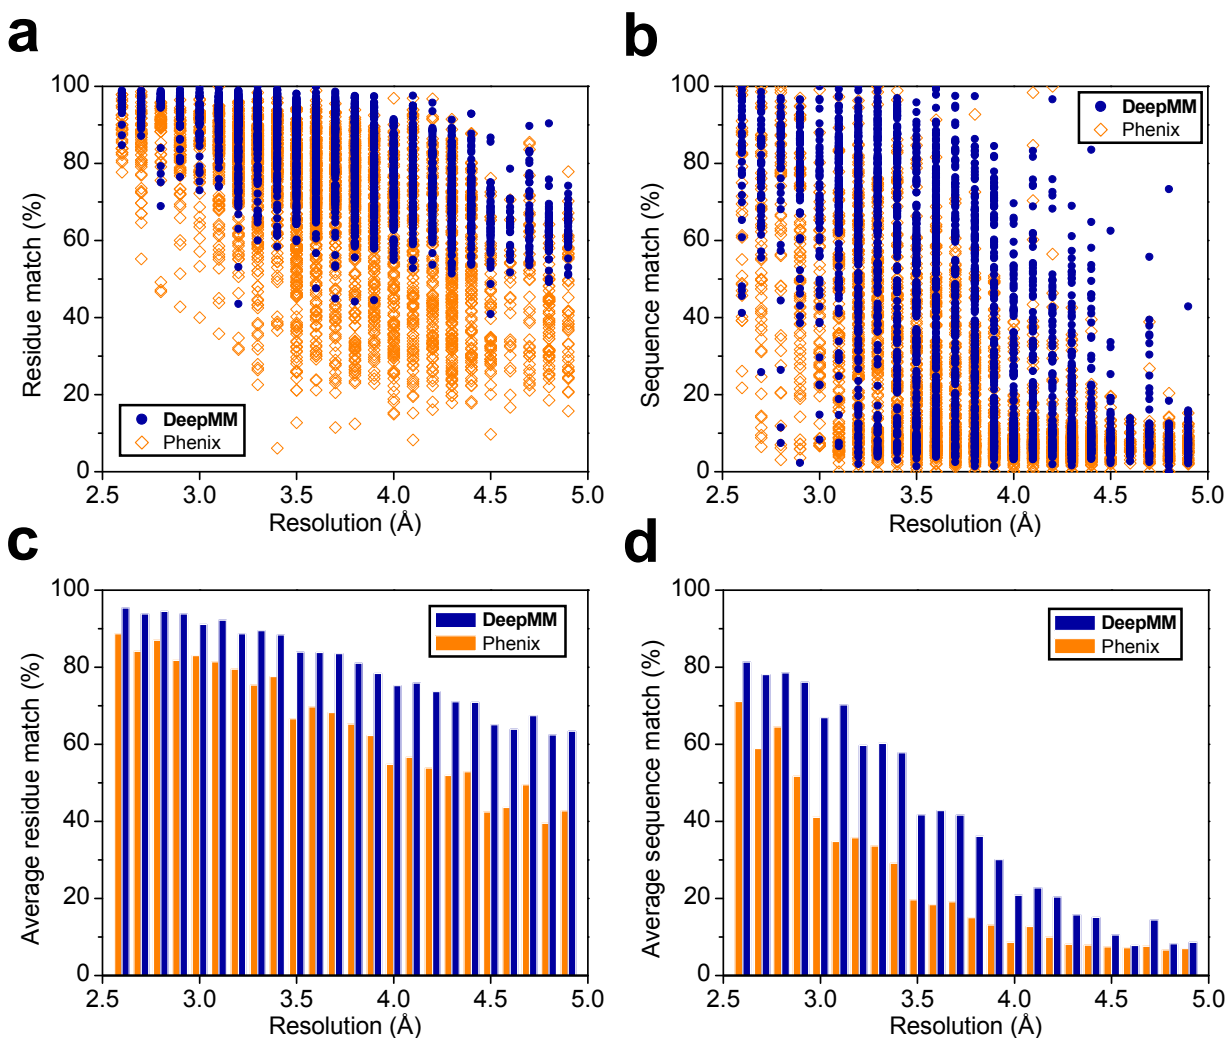 a
Residue match (%)
100
80
60
40
20
0
DeepMM
Phenix
2.5 3.0 3.5 4.0 4.5 5.0
Resolution (Å)
b
Sequence match (%)
100
80
60
40
20
0
DeepMM
Phenix
2.5 3.0 3.5 4.0 4.5 5.0
Resolution (Å)
c
Average residue match (%)
100
80
60
40
20
0
DeepMM
Phenix
2.5 3.0 3.5 4.0 4.5 5.0
Resolution (Å)
d
Average sequence match (%)
100
80
60
40
20
0
DeepMM
Phenix
2.5 3.0 3.5 4.0 4.5 5.0
Resolution (Å)